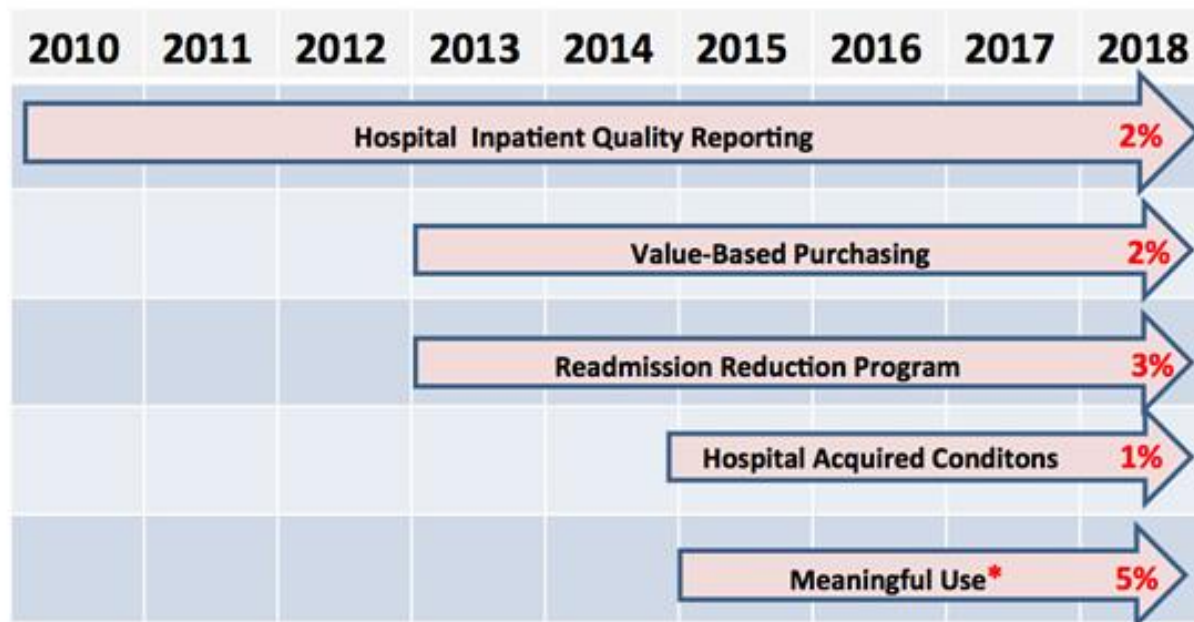 2010 2011 2012 2013 2014 2015 2016 2017 2018
Hospital Inpatient Quality Reporting 2%
Value-Based Purchasing 2%
Readmission Reduction Program 3%
Hospital Acquired Conditons 1%
Meaningful Use* 5%